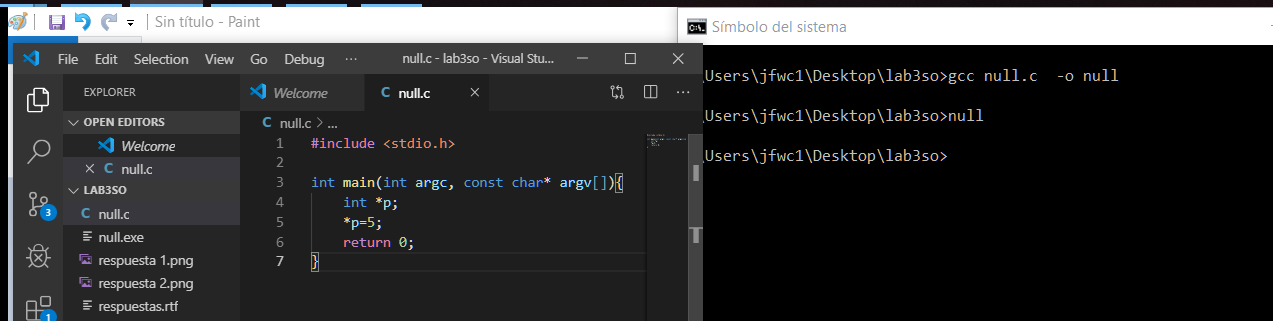 Sin título - Paint
File Edit Selection View Go Debug ... null.c - lab3so - Visual Stu...
EXPLORER
OPEN EDITORS
Welcome
null.c
LAB3SO
null.c
null.exe
respuesta 1.png
respuesta 2.png
respuestas.rtf
3
1
Welcome
null.c
null.c > ...
1 #include <stdio.h>
2
3 int main(int argc, const char* argv[]){
4 int *p;
5 *p=5;
6 return 0;
7 }
Símbolo del sistema
\Users\jfwc1\Desktop\lab3so>gcc null.c  -o null
\Users\jfwc1\Desktop\lab3so>null
\Users\jfwc1\Desktop\lab3so>